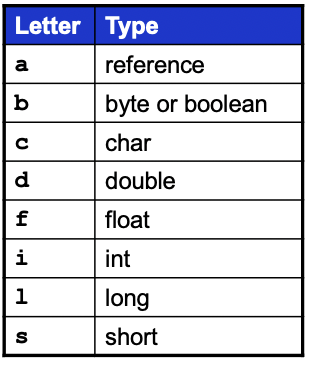 Letter Type
a reference
b byte or boolean
c char
d double
f float
i int
l long
s short